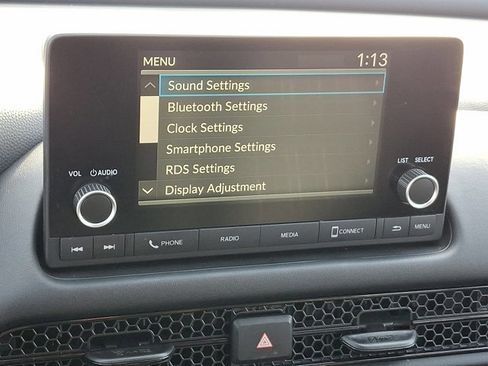 MENU 1:13
Sound Settings
Bluetooth Settings
Clock Settings
Smartphone Settings
RDS Settings
Display Adjustment
VOL AUDIO
LIST SELECT
PHONE RADIO MEDIA CONNECT MENU